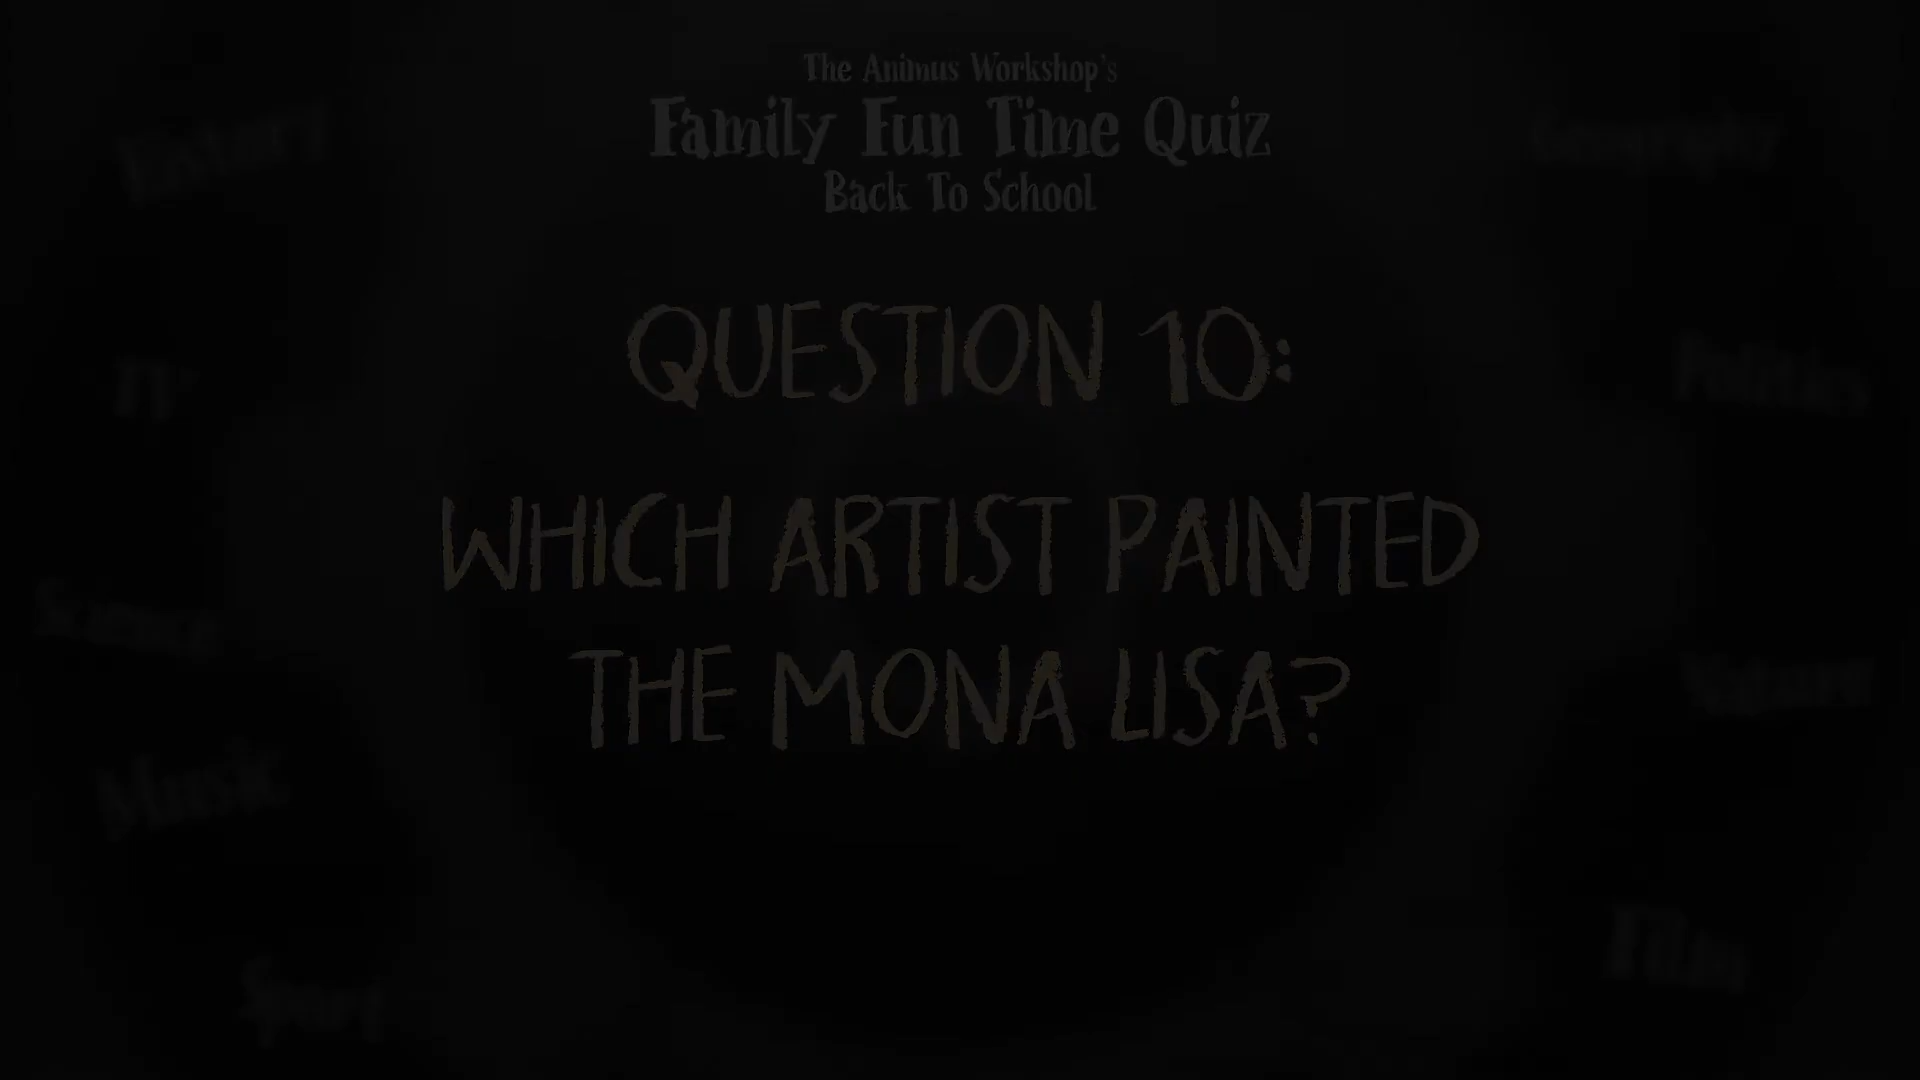 The Animus Workshop's
Family Fun Time Quiz
Back To School
History
Geography
QUESTION 10:
TV
Politics
WHICH ARTIST PAINTED
Science
THE MONA LISA?
Nature
Music
Film
Sport